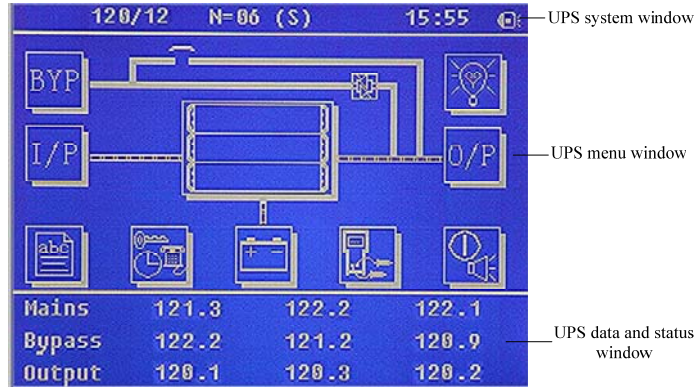 120/12 N=06 (S) 15:55
UPS system window
BYP
I/P
O/P
UPS menu window
abc
+ -
Mains 121.3 122.2 122.1
Bypass 122.2 121.2 120.9
Output 120.1 120.3 120.2
UPS data and status
window